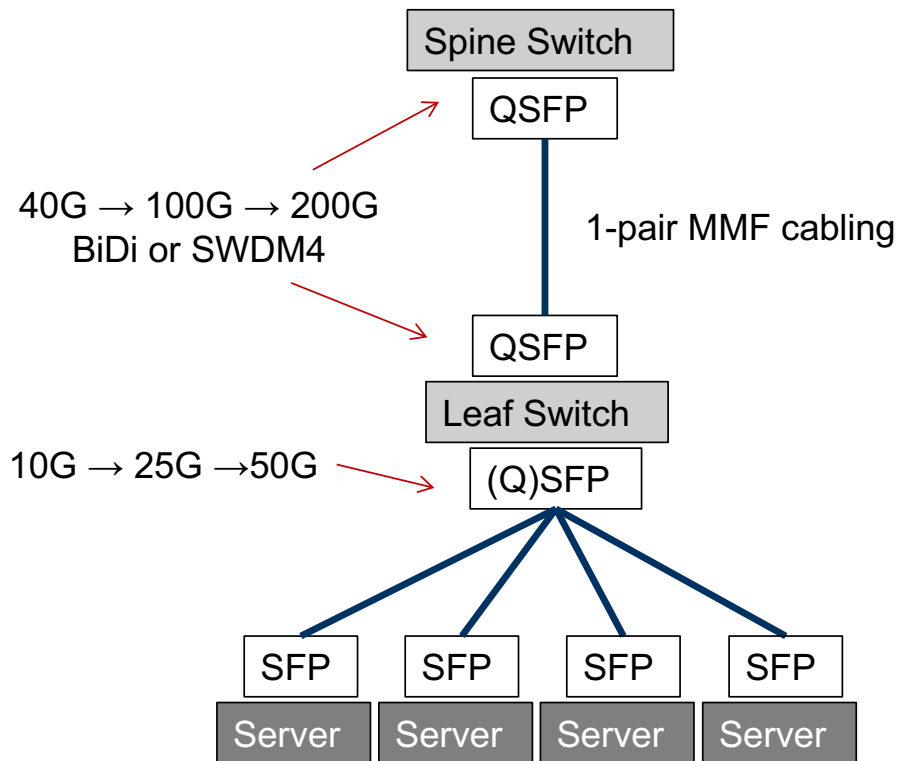 Spine Switch
QSFP
40G → 100G → 200G
BiDi or SWDM4
1-pair MMF cabling
QSFP
Leaf Switch
10G → 25G →50G
(Q)SFP
SFP SFP SFP SFP
Server Server Server Server